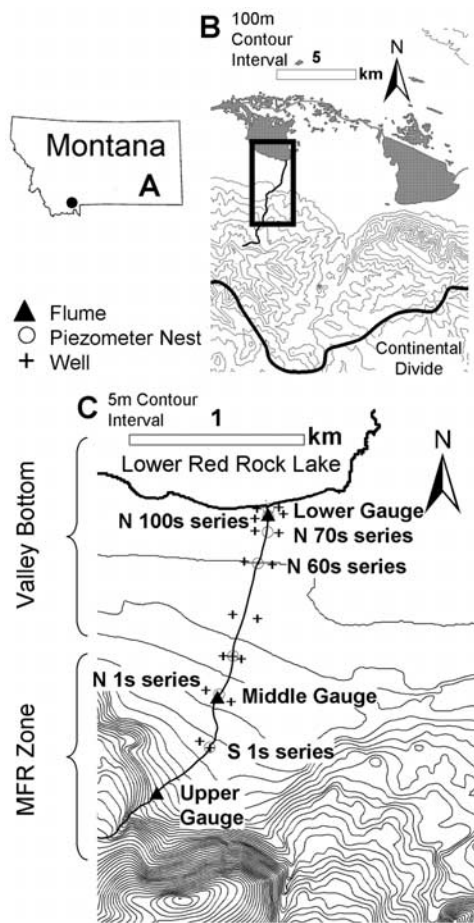 B 100m
Contour
Interval
5
km
N
Montana
A
Flume
Piezometer Nest
Well
Continental
Divide
C 5m Contour
Interval
1
km
Lower Red Rock Lake
N
Valley Bottom
MFR Zone
N 100s series
Lower Gauge
N 70s series
N 60s series
N 1s series
Middle Gauge
S 1s series
Upper
Gauge